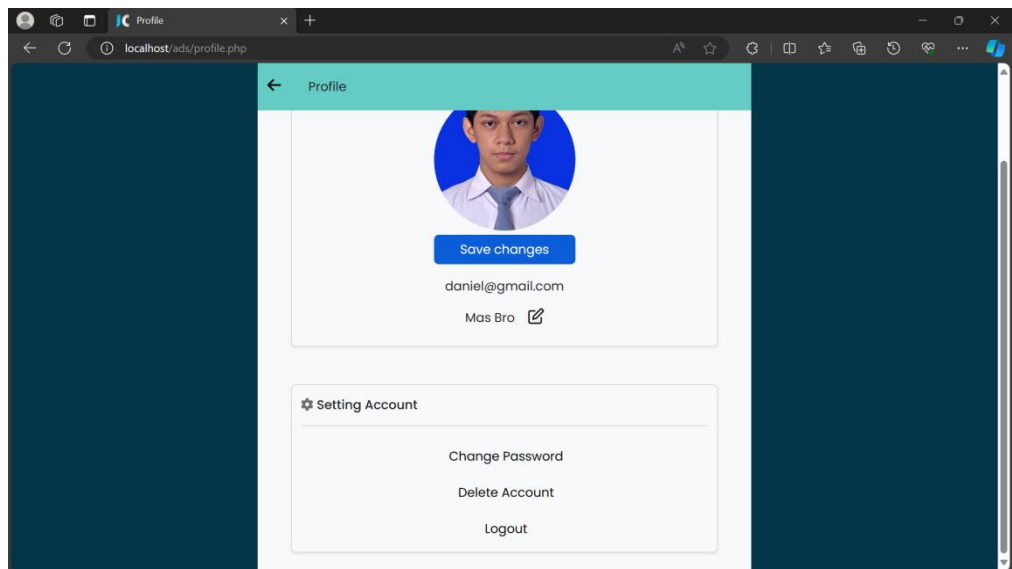 Profile
localhost/ads/profile.php
Profile
Save changes
daniel@gmail.com
Mas Bro
Setting Account
Change Password
Delete Account
Logout